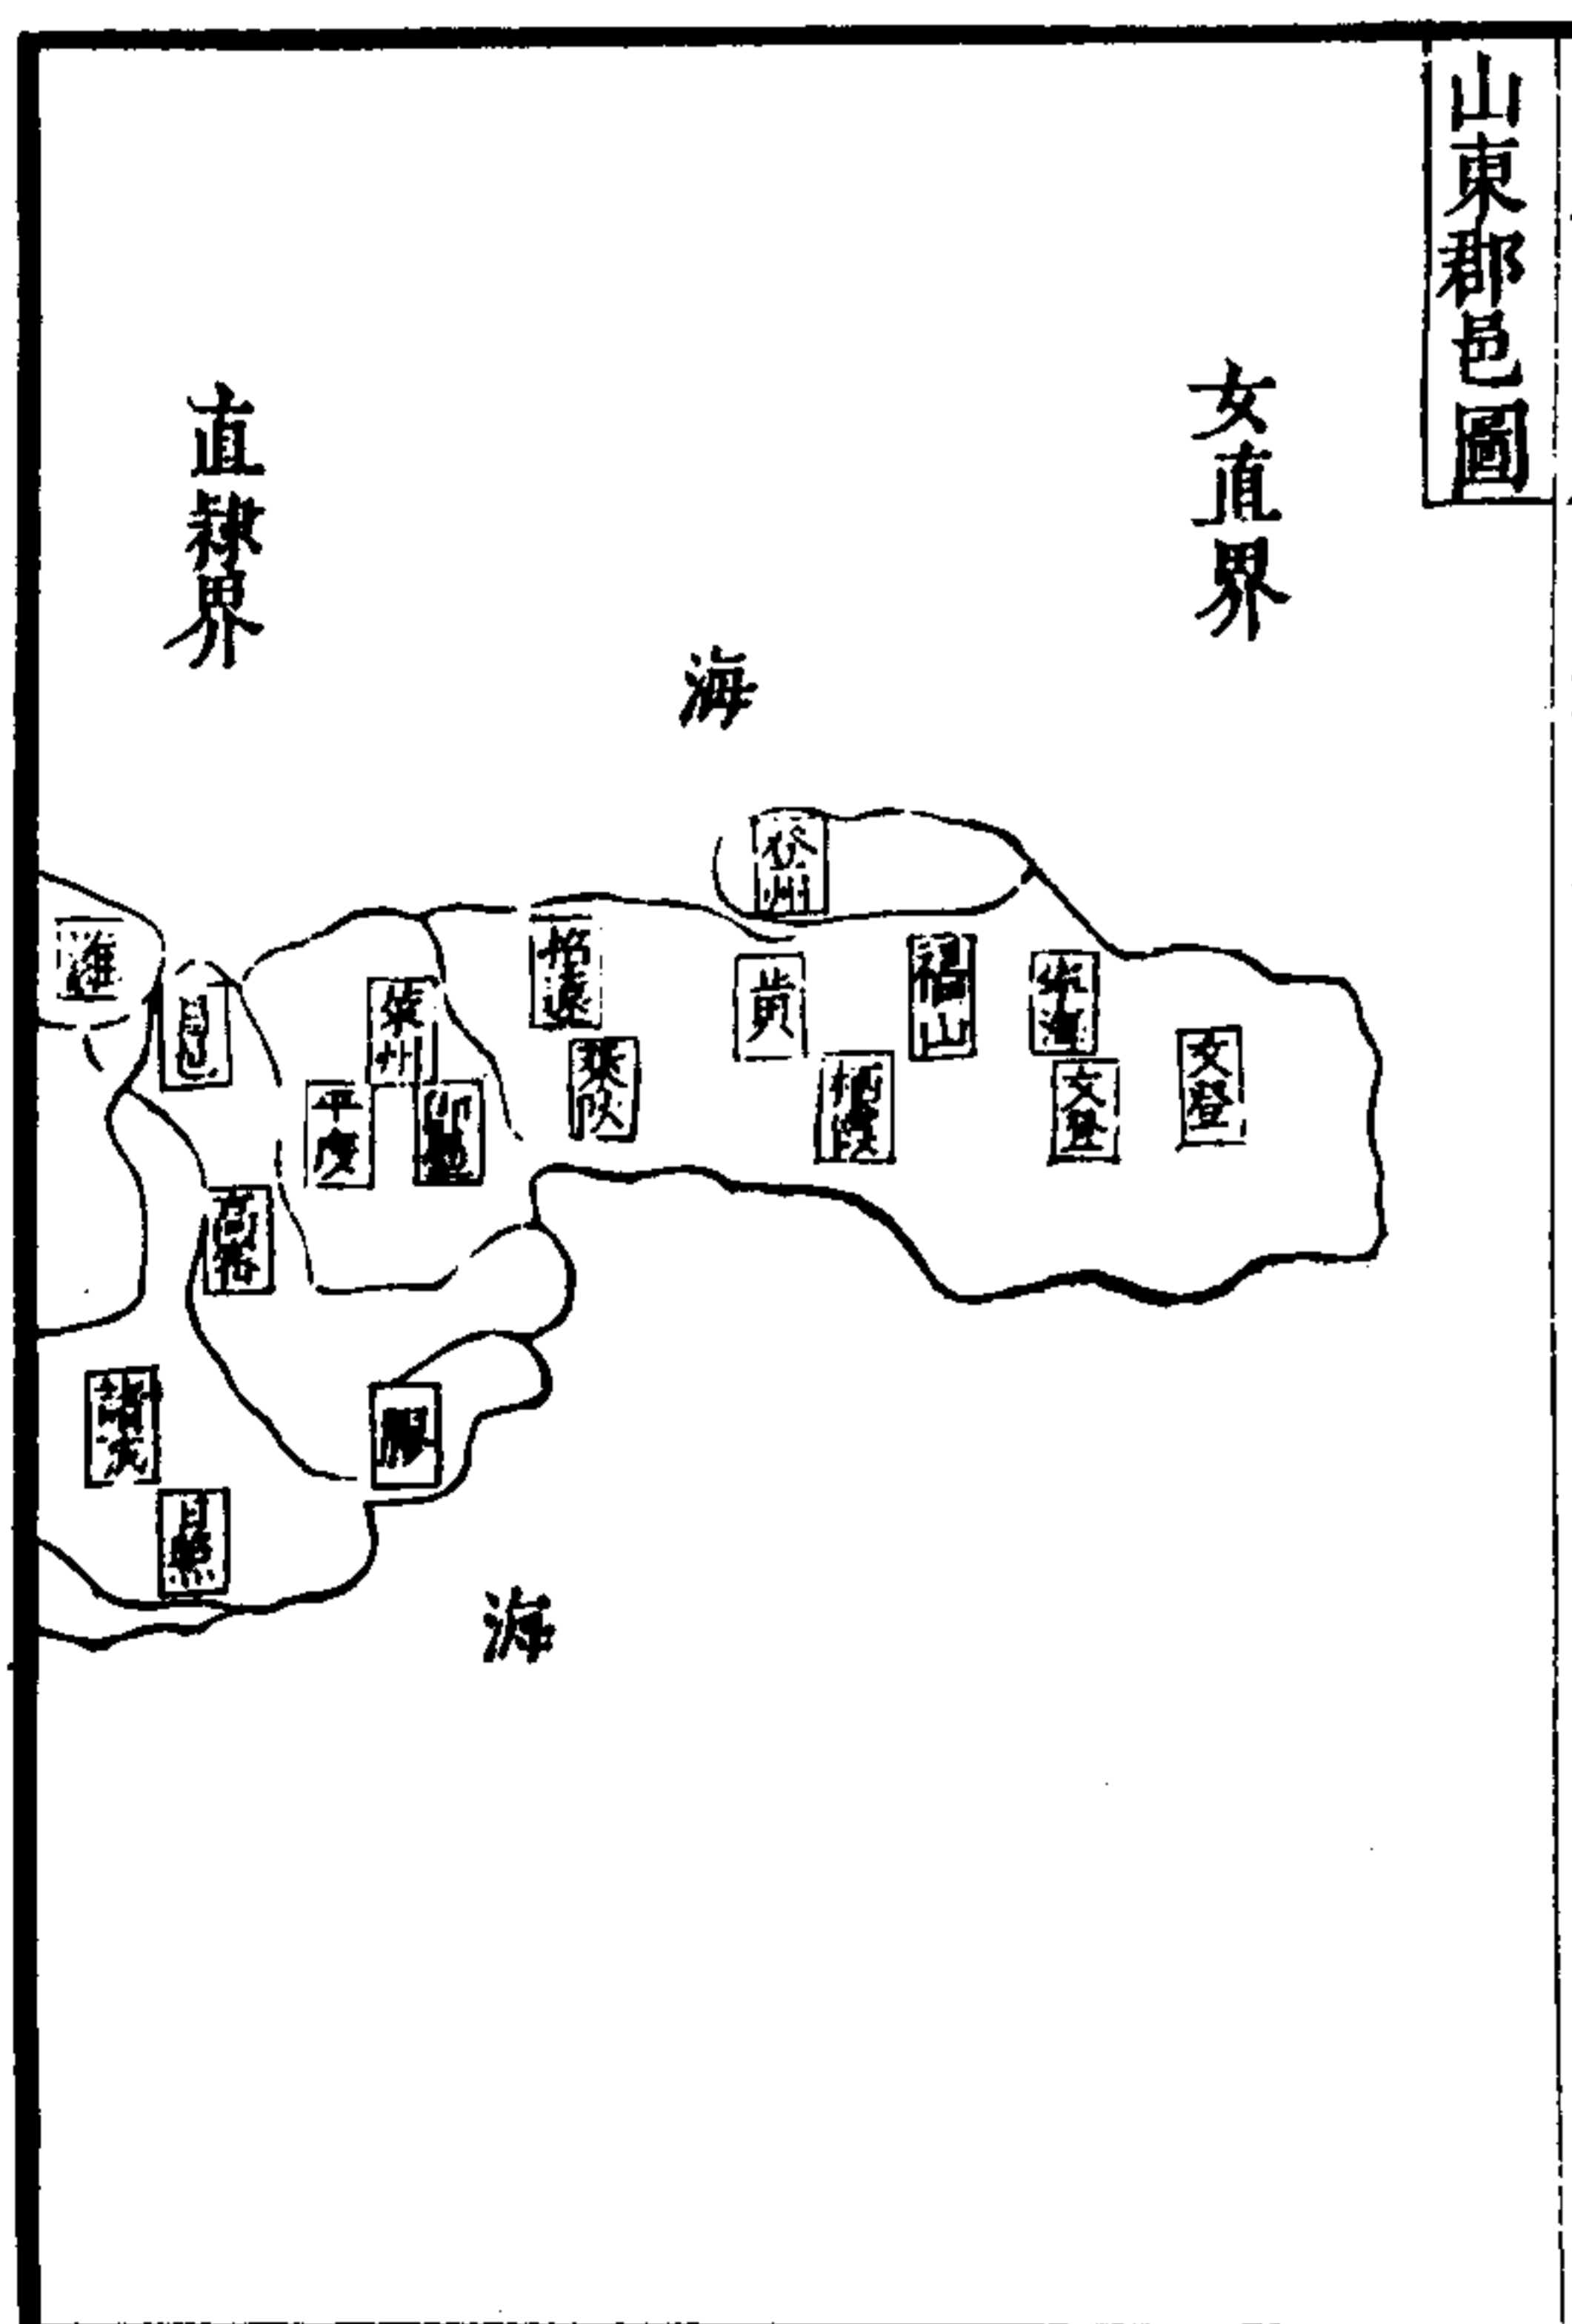 山東郡邑圖
女直界
海
直隸界
登州
文登
寧海
文登
福山
棲霞
黃
招遠
萊陽
萊州
平度
昌邑
濰
高密
膠
諸城
日照
海